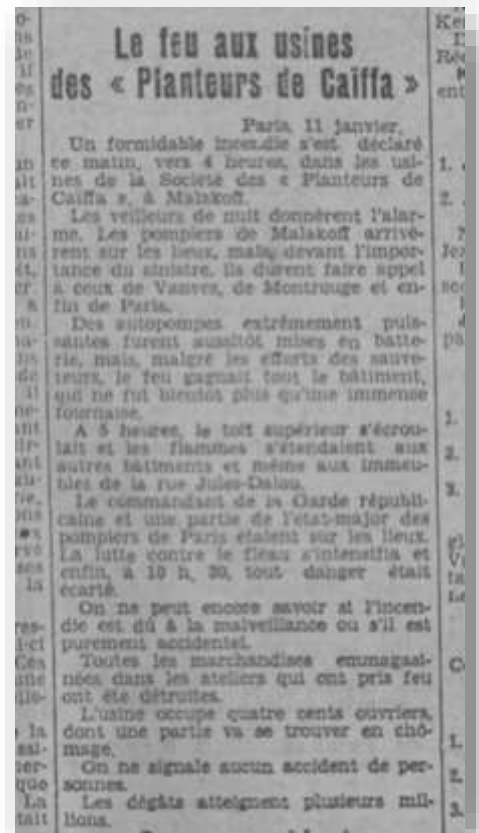 Le feu aux usines
des « Planteurs de Caïffa »
Paris, 11 janvier.
Un formidable incendie s'est déclaré
ce matin, vers 4 heures, dans les usi-
nes de la Société des « Planteurs de
Caïffa », à Malakoff.
Les veilleurs de nuit donnèrent l'alar-
me. Les pompiers de Malakoff arrivè-
rent sur les lieux, mais, devant l'impor-
tance du sinistre, ils durent faire appel
à ceux de Vanves, de Montrouge et en-
fin de Paris.
Des autopompes extrêmement puis-
santes furent aussitôt mises en batte-
rie, mais, malgré les efforts des sauve-
teurs, le feu gagnait tout le bâtiment,
qui ne fut bientôt plus qu'une immense
fournaise.
A 5 heures, le toit supérieur s'écrou-
lait et les flammes s'étendaient aux
autres bâtiments et même aux immeu-
bles de la rue Jules-Dalou.
Le commandant de la Garde républi-
caine et une partie de l'état-major des
pompiers de Paris étaient sur les lieux.
La lutte contre le fléau s'intensifia et
enfin, à 10 h. 30, tout danger était
écarté.
On ne peut encore savoir si l'incen-
die est dû à la malveillance ou s'il est
purement accidentel.
Toutes les marchandises emmagasi-
nées dans les ateliers qui ont pris feu
ont été détruites.
L'usine occupe quatre cents ouvriers,
dont une partie va se trouver en chô-
mage.
On ne signale aucun accident de per-
sonnes.
Les dégâts atteignent plusieurs mil-
lions.